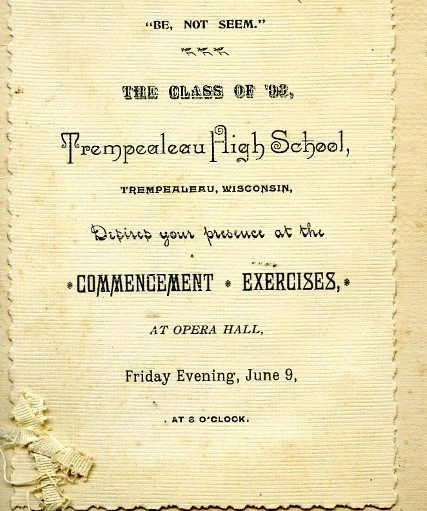 "BE, NOT SEEM."
THE CLASS OF '93,
Trempealeau High School,
TREMPEALEAU, WISCONSIN,
Desires your presence at the
COMMENCEMENT * EXERCISES,
AT OPERA HALL,
Friday Evening, June 9,
AT 8 O'CLOCK.